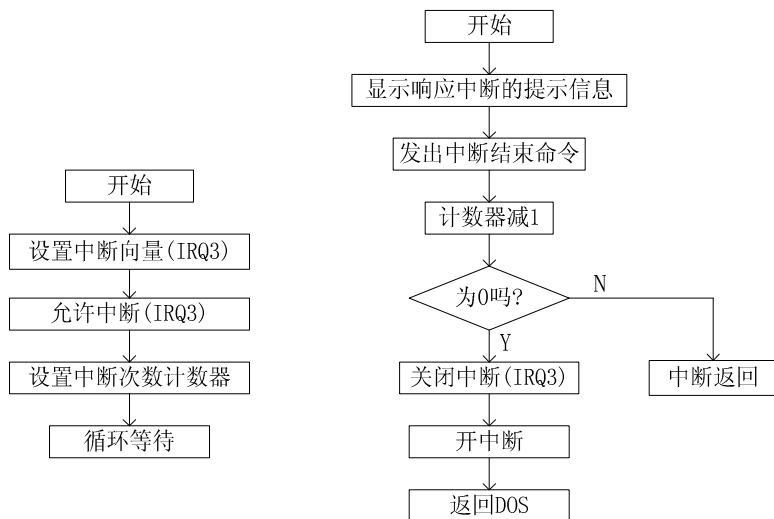 开始
设置中断向量(IRQ3)
允许中断(IRQ3)
设置中断次数计数器
循环等待
开始
显示响应中断的提示信息
发出中断结束命令
计数器减1
为0吗?
N
Y
关闭中断(IRQ3)
中断返回
开中断
返回DOS